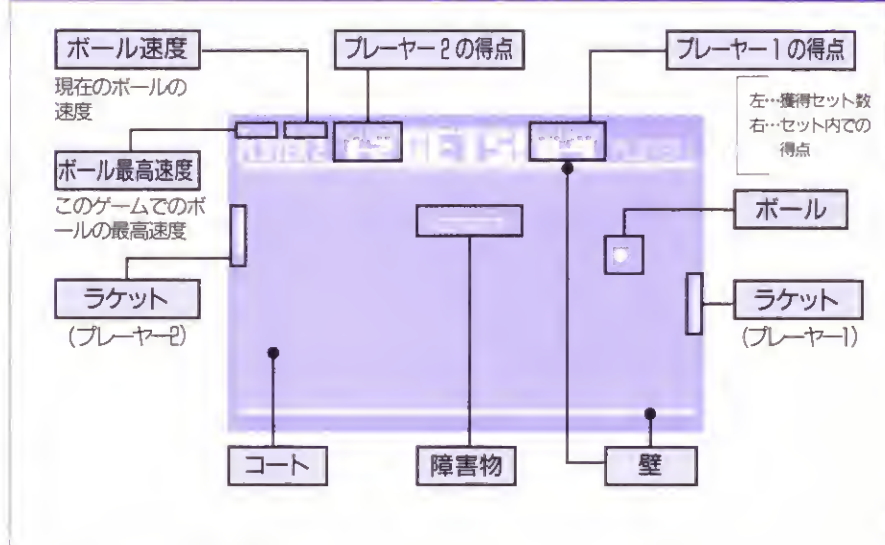 ボール速度
現在のボールの
速度
プレーヤー2の得点
プレーヤー1の得点
左…獲得セット数
右…セット内での
得点
ボール最高速度
このゲームでのボ
ールの最高速度
ボール
ラケット
(プレーヤー2)
ラケット
(プレーヤー1)
コート
障害物
壁